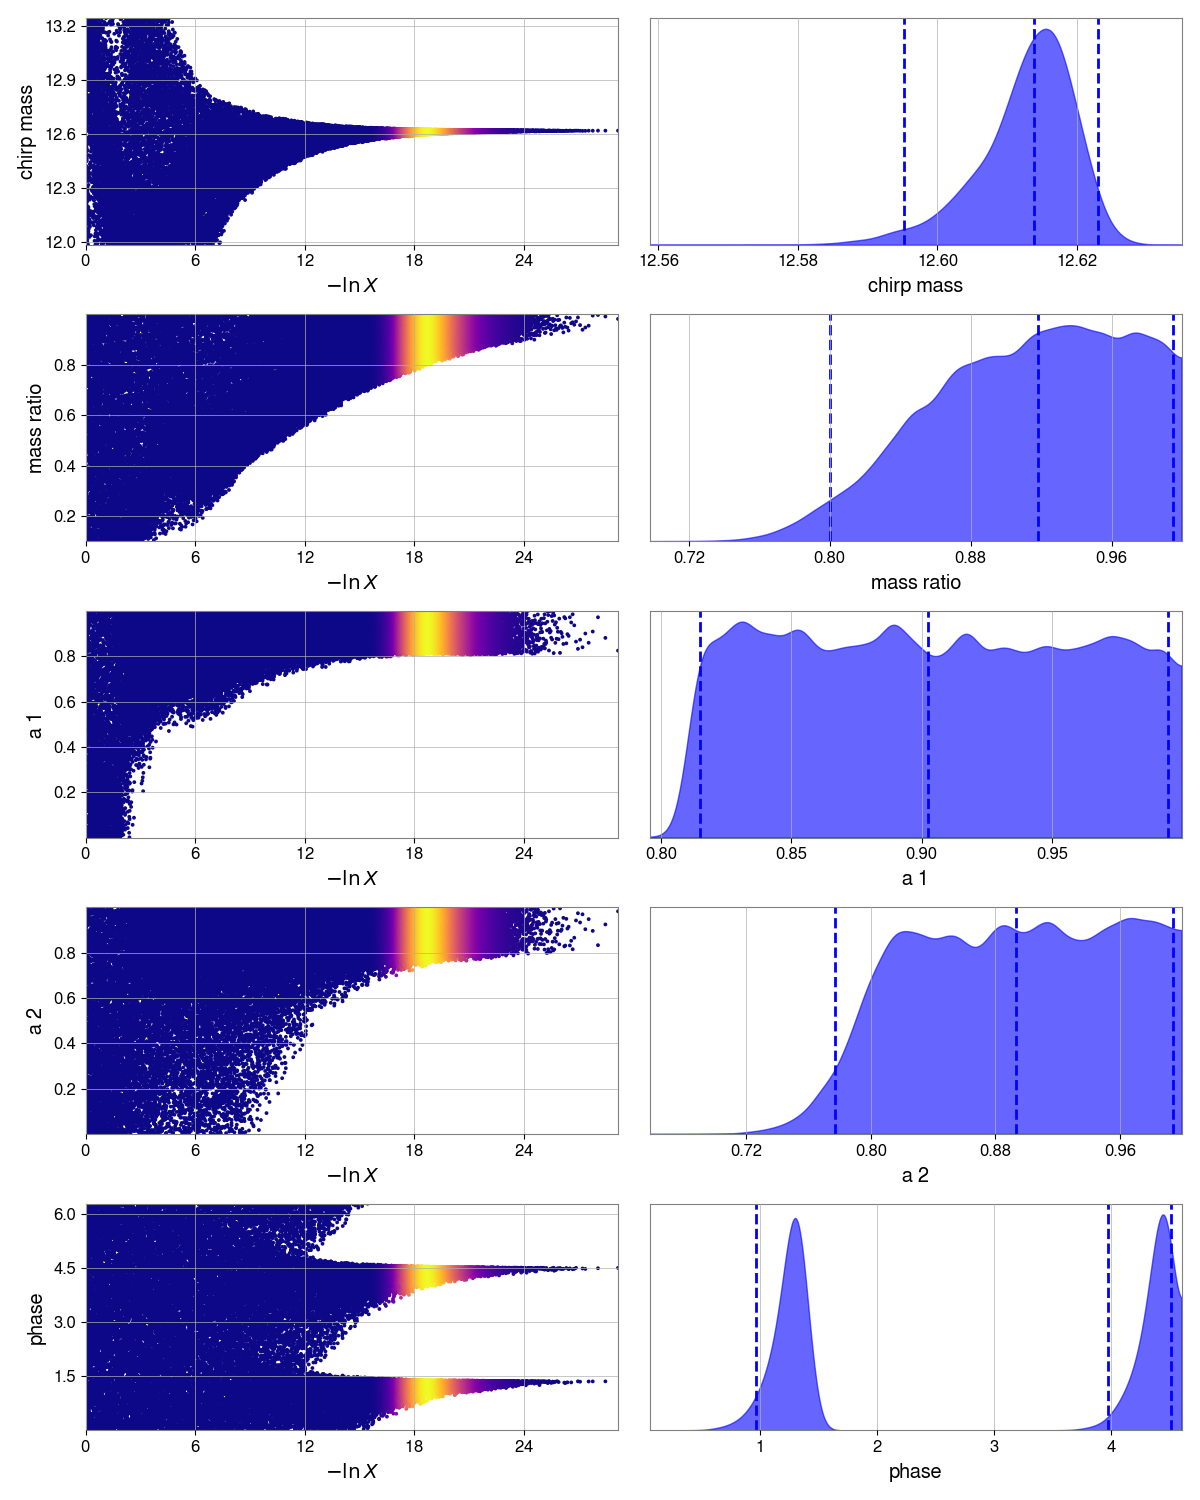 13.2
12.9
12.6
12.3
12.0
chirp mass
0 6 12 18 24
−ln X
12.56 12.58 12.60 12.62
chirp mass
0.8
0.6
0.4
0.2
mass ratio
0 6 12 18 24
−ln X
0.72 0.80 0.88 0.96
mass ratio
0.8
0.6
0.4
0.2
a 1
0 6 12 18 24
−ln X
0.80 0.85 0.90 0.95
a 1
0.8
0.6
0.4
0.2
a 2
0 6 12 18 24
−ln X
0.72 0.80 0.88 0.96
a 2
6.0
4.5
3.0
1.5
phase
0 6 12 18 24
−ln X
1 2 3 4
phase